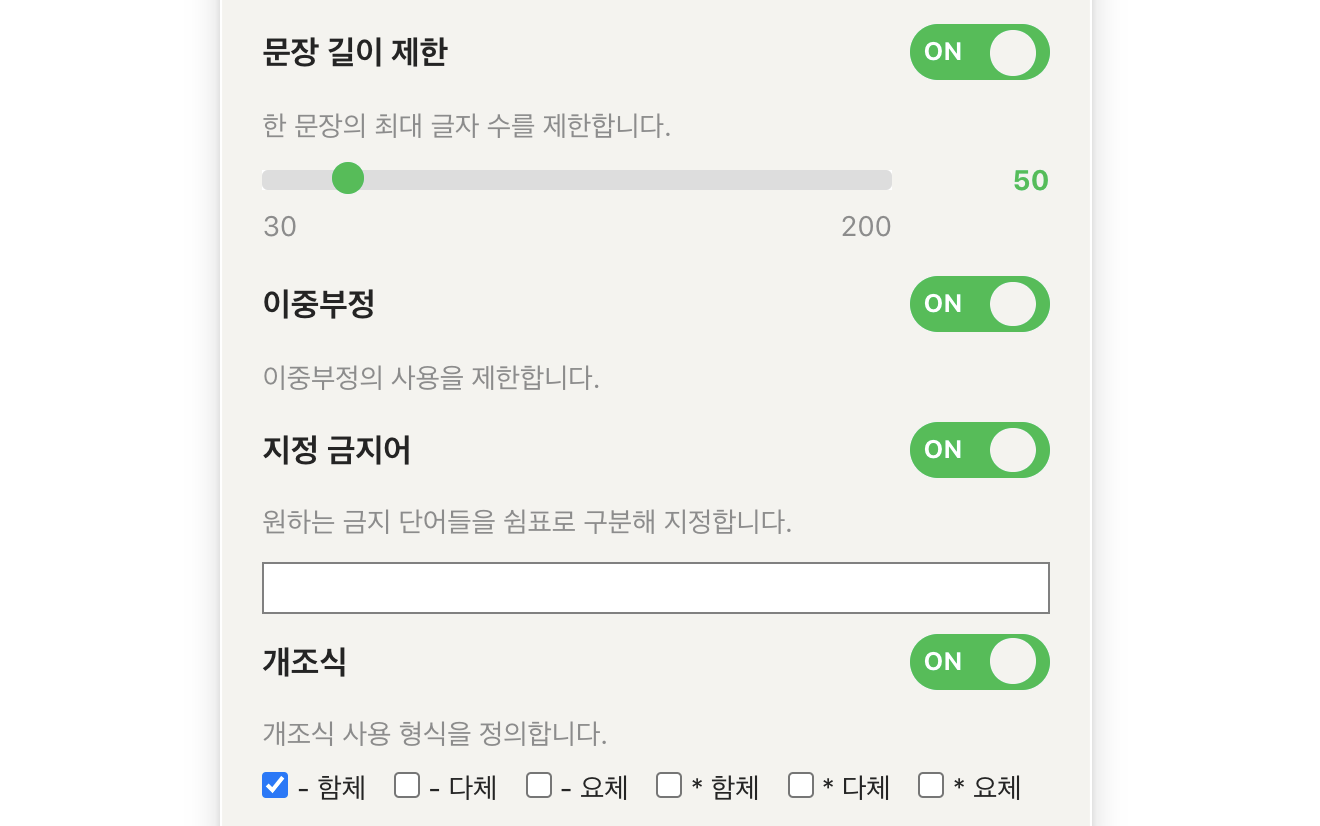 문장 길이 제한 ON
한 문장의 최대 글자 수를 제한합니다.
50
30 200
이중부정 ON
이중부정의 사용을 제한합니다.
지정 금지어 ON
원하는 금지 단어들을 쉼표로 구분해 지정합니다.
개조식 ON
개조식 사용 형식을 정의합니다.
- 함체 - 다체 - 요체 * 함체 * 다체 * 요체